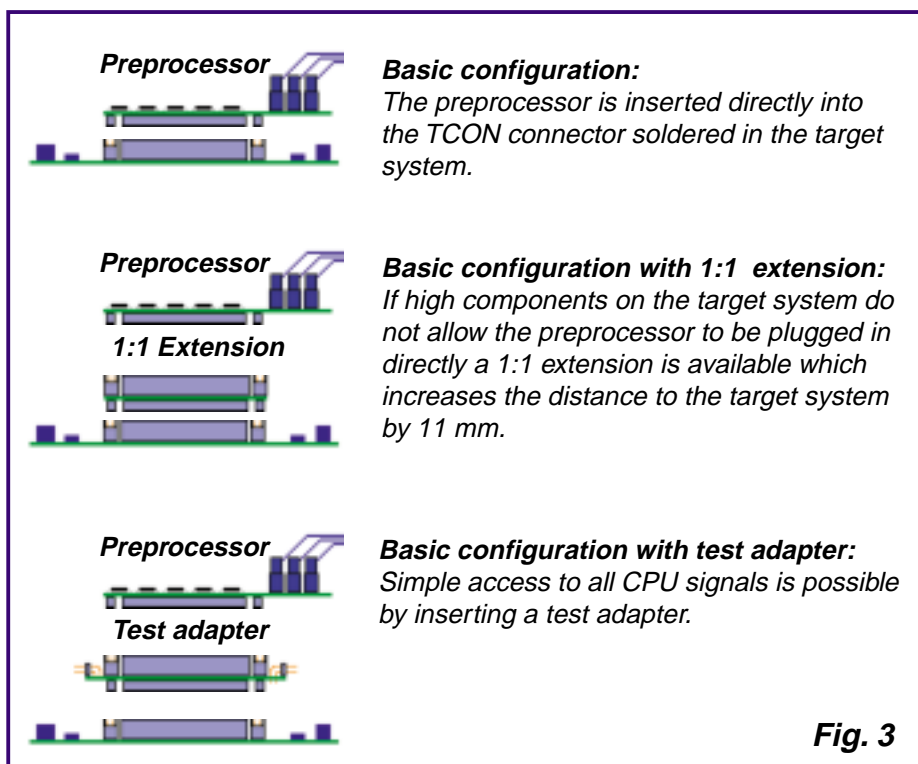 Preprocessor
Basic configuration:
The preprocessor is inserted directly into
the TCON connector soldered in the target
system.
Preprocessor
1:1 Extension
Basic configuration with 1:1 extension:
If high components on the target system do
not allow the preprocessor to be plugged in
directly a 1:1 extension is available which
increases the distance to the target system
by 11 mm.
Preprocessor
Test adapter
Basic configuration with test adapter:
Simple access to all CPU signals is possible
by inserting a test adapter.
Fig. 3